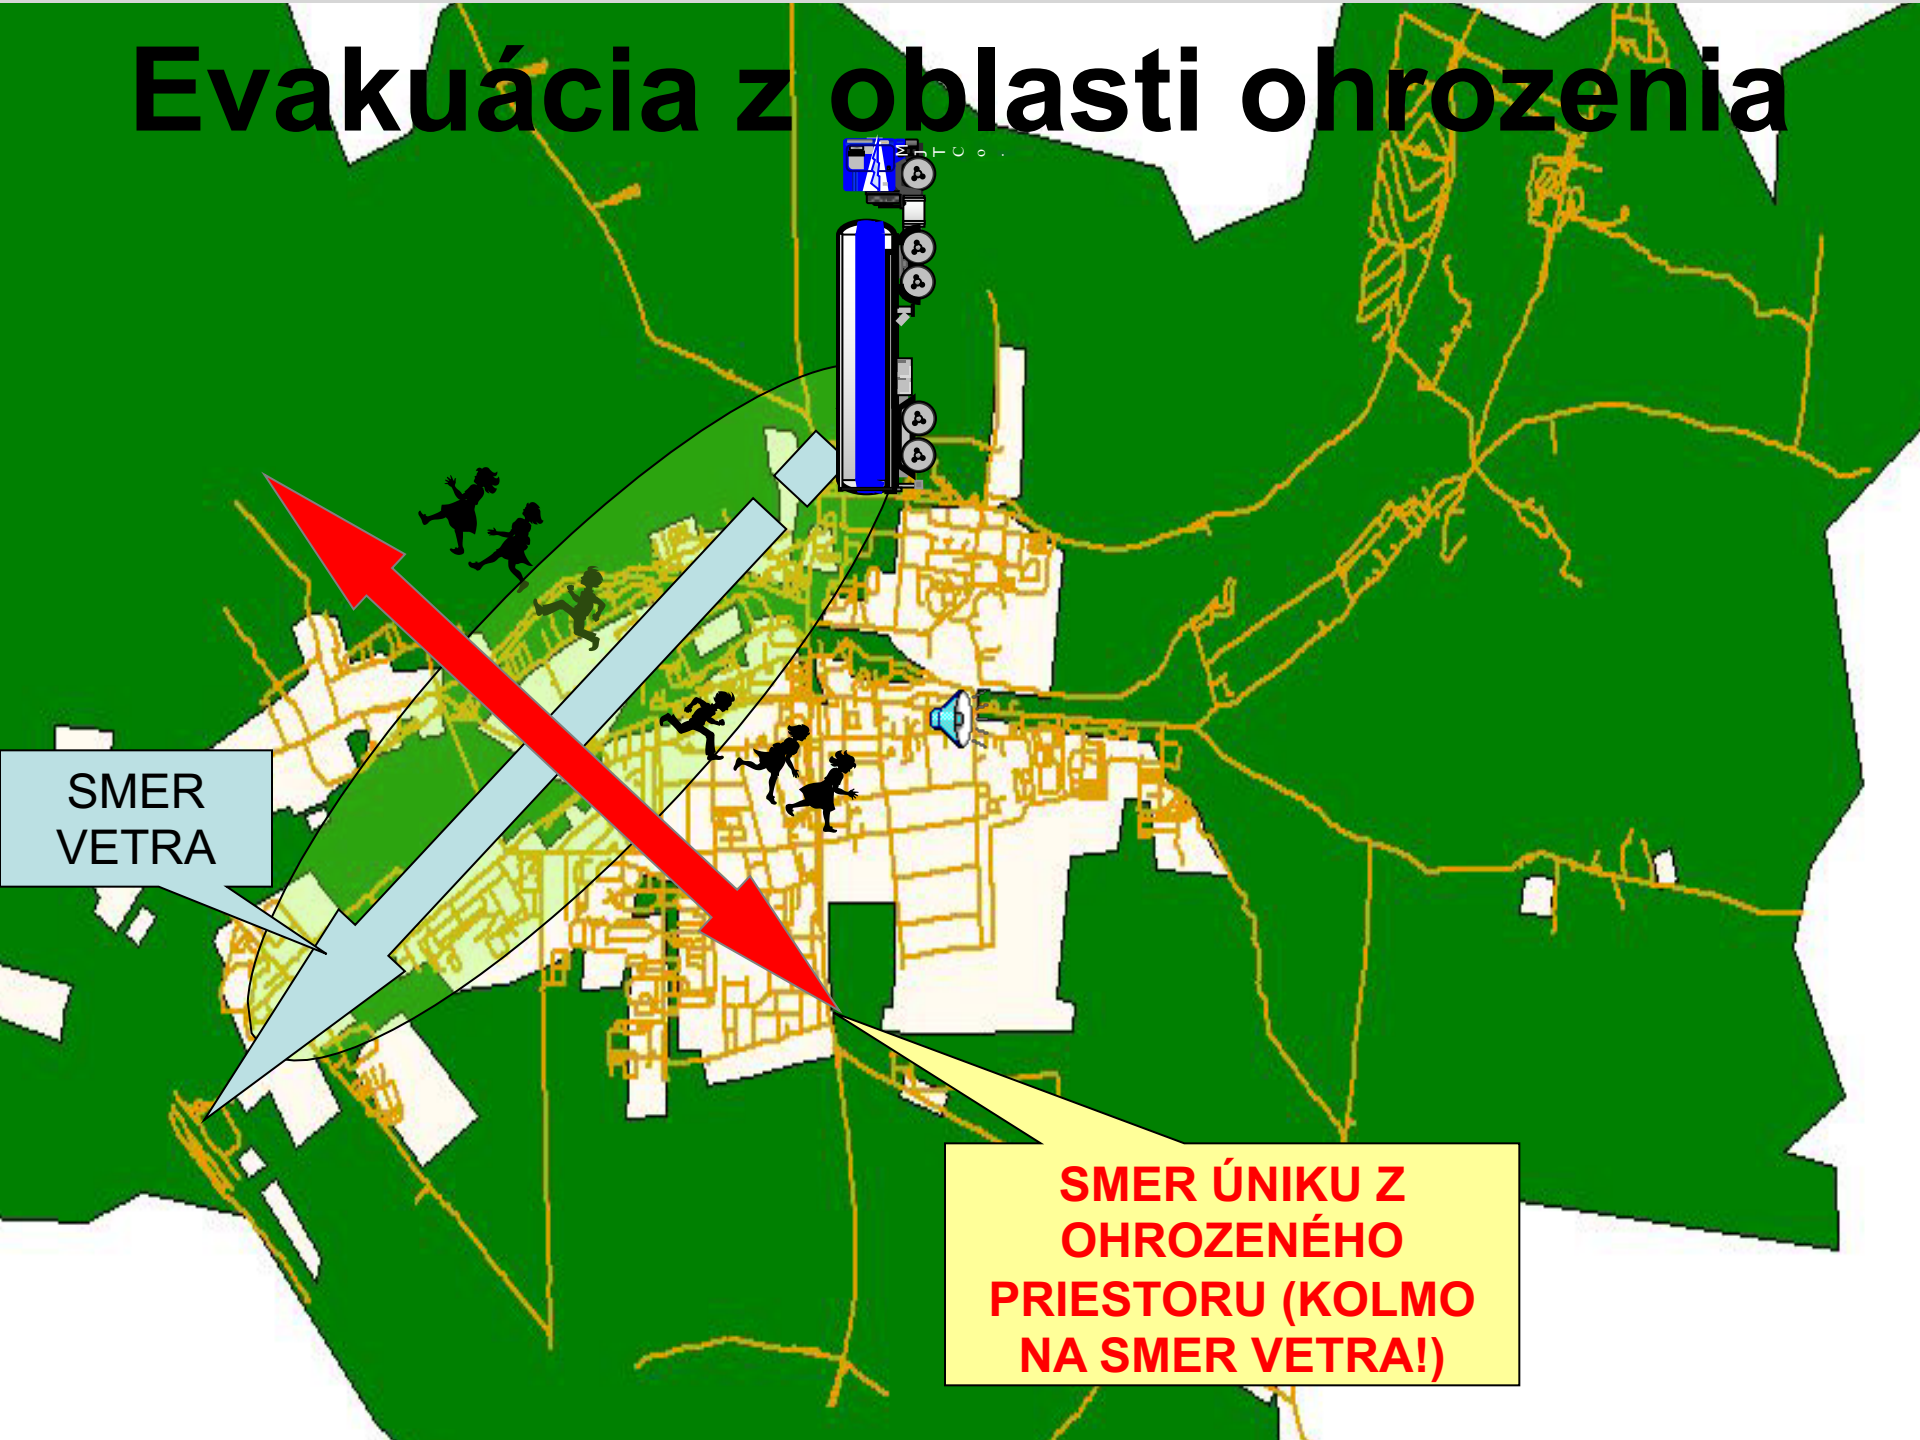 Evakuácia z oblasti ohrozenia
M J T C o .
SMER
VETRA
SMER ÚNIKU Z
OHROZENÉHO
PRIESTORU (KOLMO
NA SMER VETRA!)